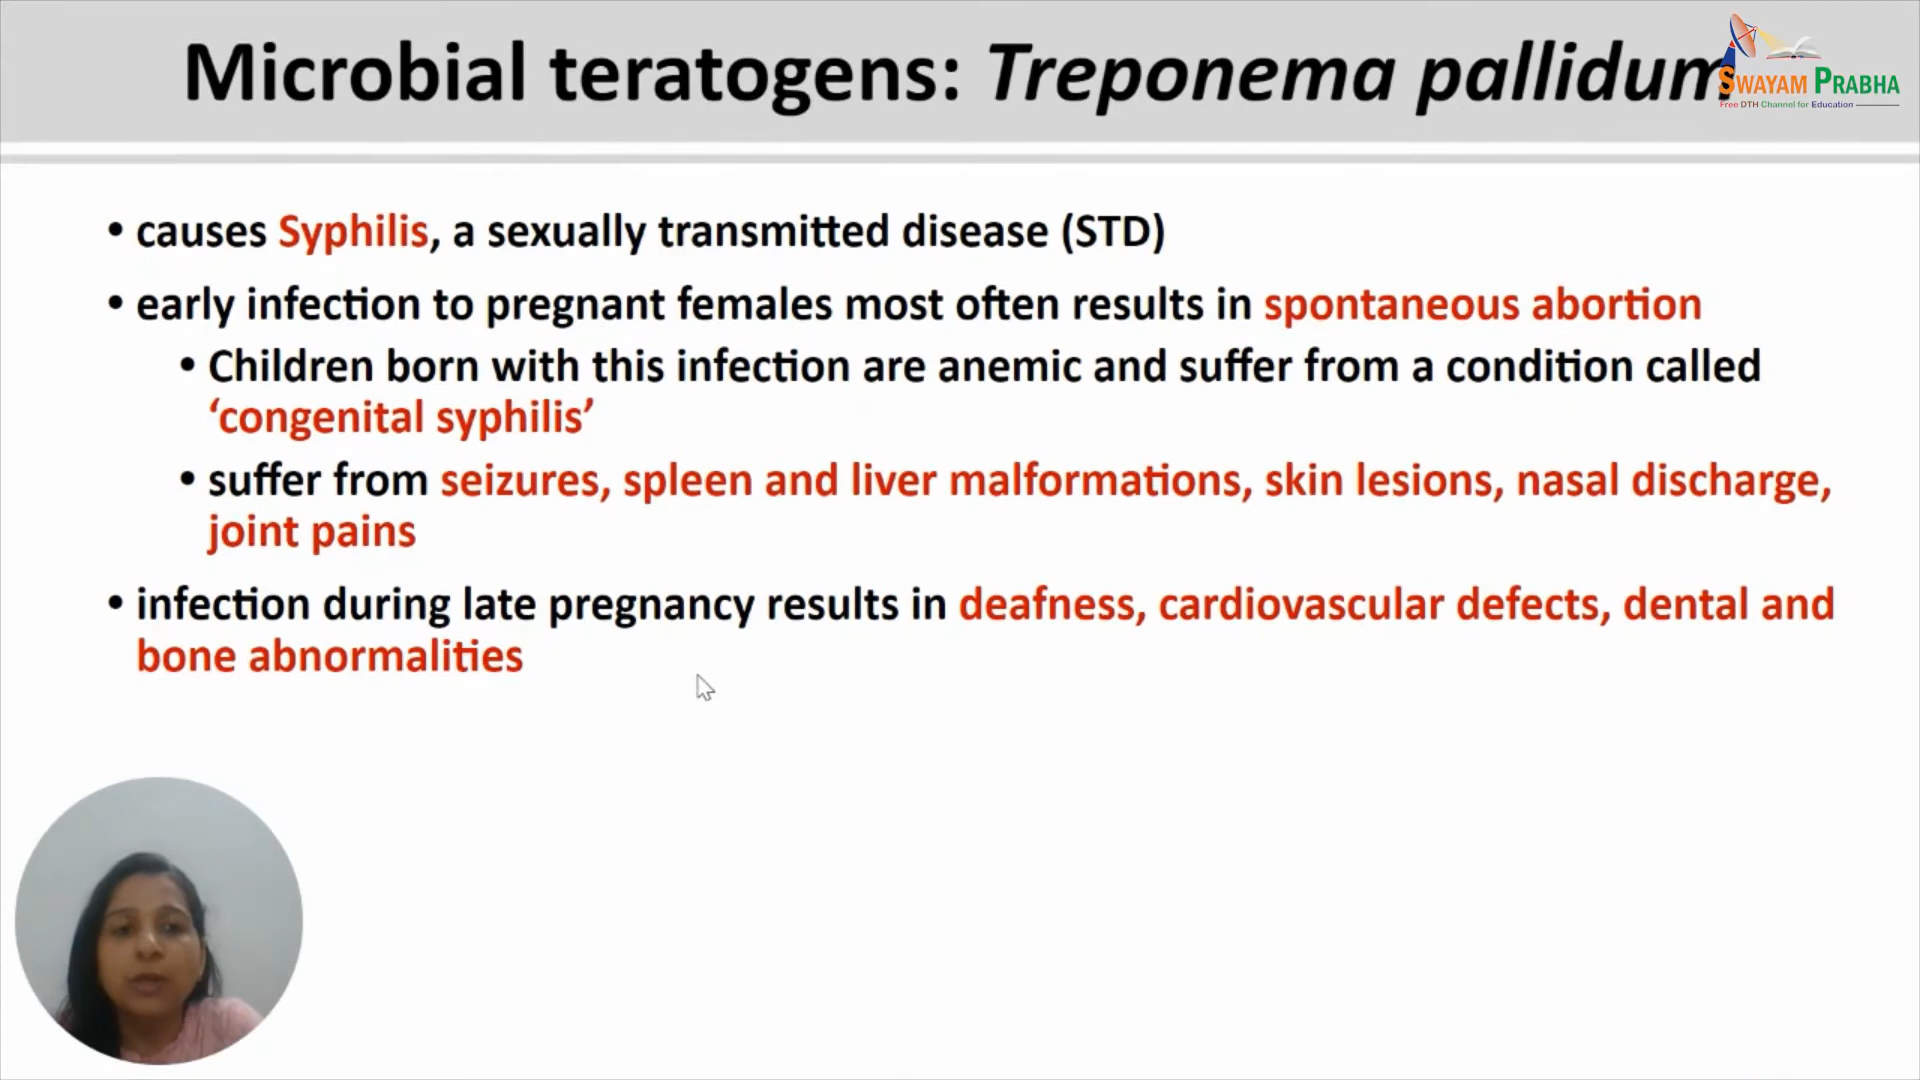 Microbial teratogens: Treponema pallidum
SWAYAM PRABHA
Free DTH Channel for Education
• causes Syphilis, a sexually transmitted disease (STD)
• early infection to pregnant females most often results in spontaneous abortion
• Children born with this infection are anemic and suffer from a condition called
‘congenital syphilis’
• suffer from seizures, spleen and liver malformations, skin lesions, nasal discharge,
joint pains
• infection during late pregnancy results in deafness, cardiovascular defects, dental and
bone abnormalities